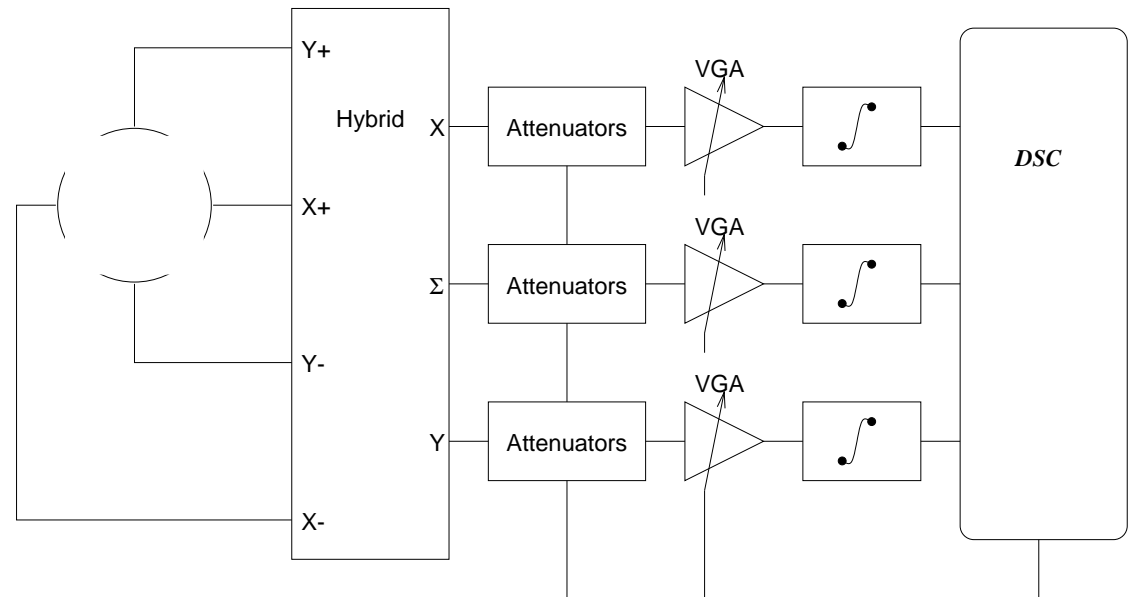 Y+
Hybrid
X
Attenuators
VGA
DSC
X+
Σ
Attenuators
VGA
Y-
Y
Attenuators
VGA
X-